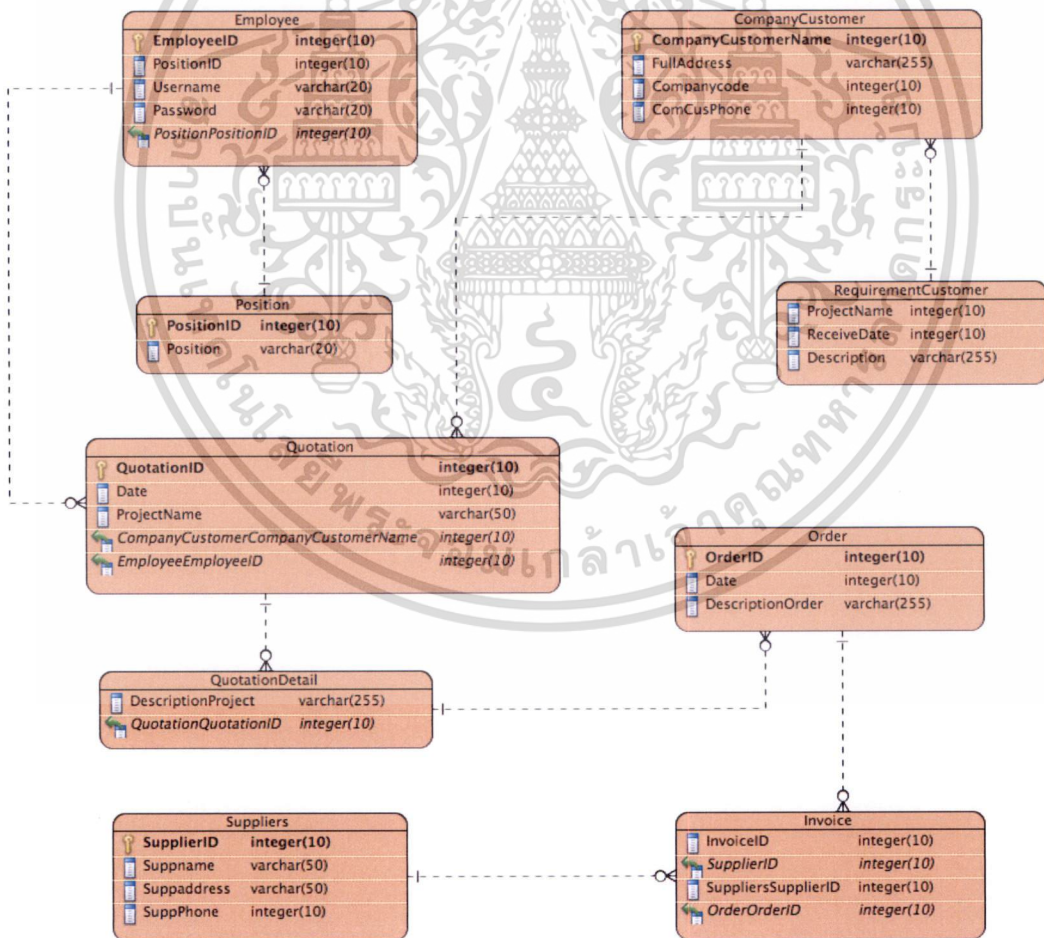 Employee
EmployeeID integer(10)
PositionID integer(10)
Username varchar(20)
Password varchar(20)
PositionPositionID integer(10)
CompanyCustomer
CompanyCustomerName integer(10)
FullAddress varchar(255)
Companycode integer(10)
ComCusPhone integer(10)
Position
PositionID integer(10)
Position varchar(20)
RequirementCustomer
ProjectName integer(10)
ReceiveDate integer(10)
Description varchar(255)
Quotation
QuotationID integer(10)
Date integer(10)
ProjectName varchar(50)
CompanyCustomerCompanyCustomerName integer(10)
EmployeeEmployeeID integer(10)
Order
OrderID integer(10)
Date integer(10)
DescriptionOrder varchar(255)
QuotationDetail
DescriptionProject varchar(255)
QuotationQuotationID integer(10)
Suppliers
SupplierID integer(10)
Suppname varchar(50)
Suppaddress varchar(50)
SuppPhone integer(10)
Invoice
InvoiceID integer(10)
SupplierID integer(10)
SuppliersSupplierID integer(10)
OrderOrderID integer(10)